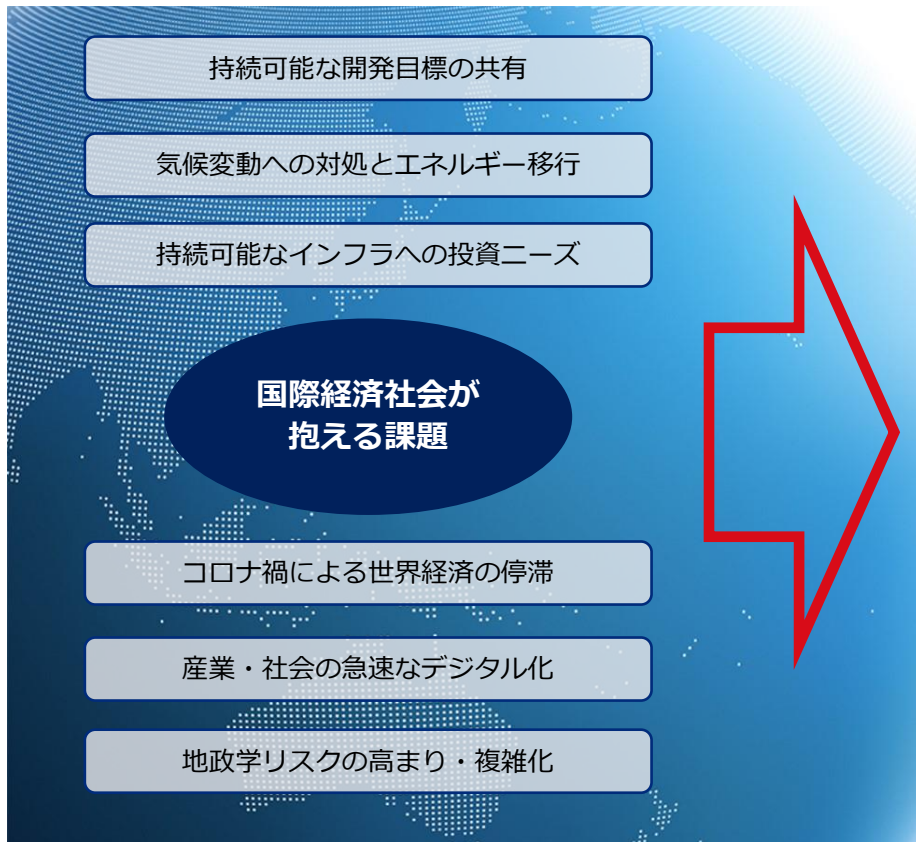 持続可能な開発目標の共有
気候変動への対処とエネルギー移行
持続可能なインフラへの投資ニーズ
国際経済社会が
抱える課題
コロナ禍による世界経済の停滞
産業・社会の急速なデジタル化
地政学リスクの高まり・複雑化